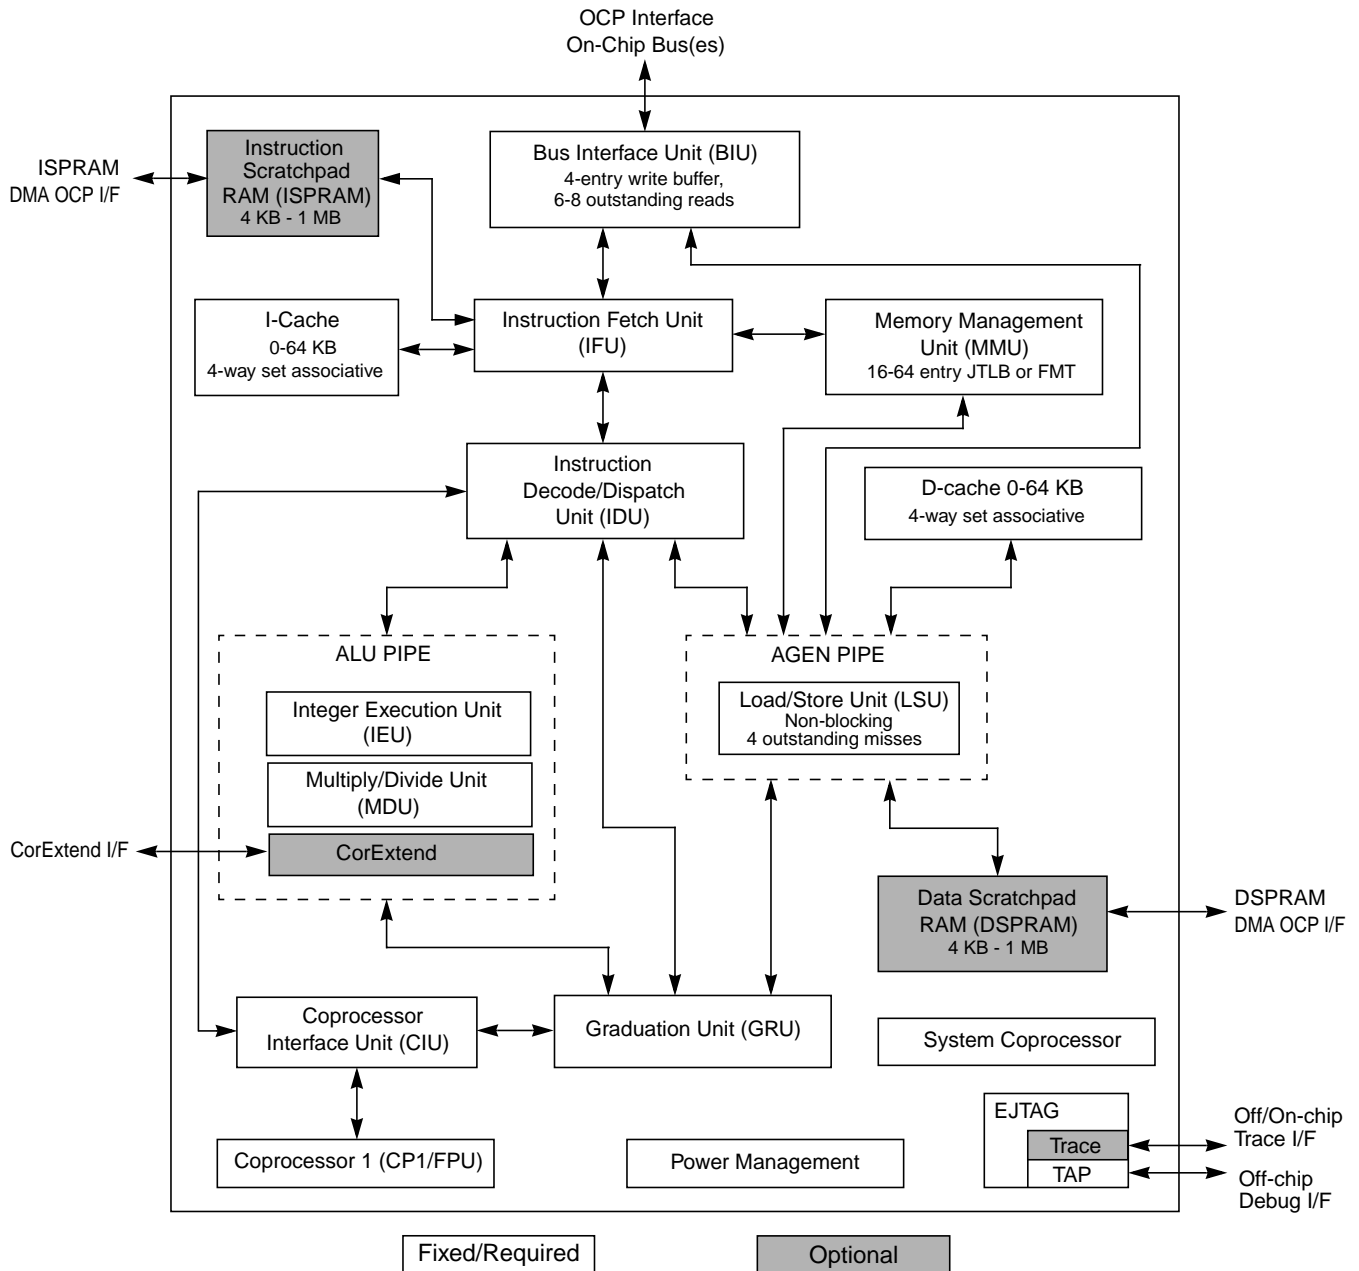 OCP Interface
On-Chip Bus(es)
Instruction
Scratchpad
RAM (ISPRAM)
4 KB - 1 MB
ISPRAM
DMA OCP I/F
Bus Interface Unit (BIU)
4-entry write buffer,
6-8 outstanding reads
I-Cache
0-64 KB
4-way set associative
Instruction Fetch Unit
(IFU)
Memory Management
Unit (MMU)
16-64 entry JTLB or FMT
Instruction
Decode/Dispatch
Unit (IDU)
D-cache 0-64 KB
4-way set associative
ALU PIPE
Integer Execution Unit
(IEU)
Multiply/Divide Unit
(MDU)
CorExtend
CorExtend I/F
AGEN PIPE
Load/Store Unit (LSU)
Non-blocking
4 outstanding misses
Data Scratchpad
RAM (DSPRAM)
4 KB - 1 MB
DSPRAM
DMA OCP I/F
Coprocessor
Interface Unit (CIU)
Graduation Unit (GRU)
System Coprocessor
Coprocessor 1 (CP1/FPU)
Power Management
EJTAG
Trace
TAP
Off/On-chip
Trace I/F
Off-chip
Debug I/F
Fixed/Required
Optional